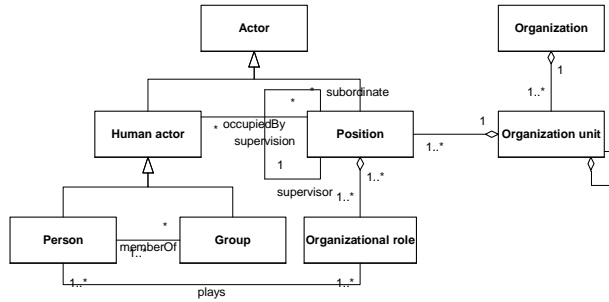 Actor
Organization
1
1..*
* subordinate
*
Human actor
* occupiedBy
supervision
Position
1
1..*
Organization unit
1
1..*
supervisor
1..*
Person
*
memberOf
1..*
Group
Organizational role
1..*
plays
1..*